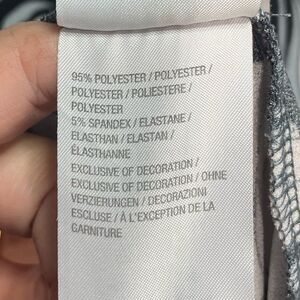 95% POLYESTER / POLYESTER /
POLYESTER / POLIESTERE /
POLYESTER
5% SPANDEX / ELASTANE /
ELASTHAN / ELASTAN /
ÉLASTHANNE
EXCLUSIVE OF DECORATION /
EXCLUSIVE OF DECORATION / OHNE
VERZIERUNGEN / DECORAZIONI
ESCLUSE / À L'EXCEPTION DE LA
GARNITURE